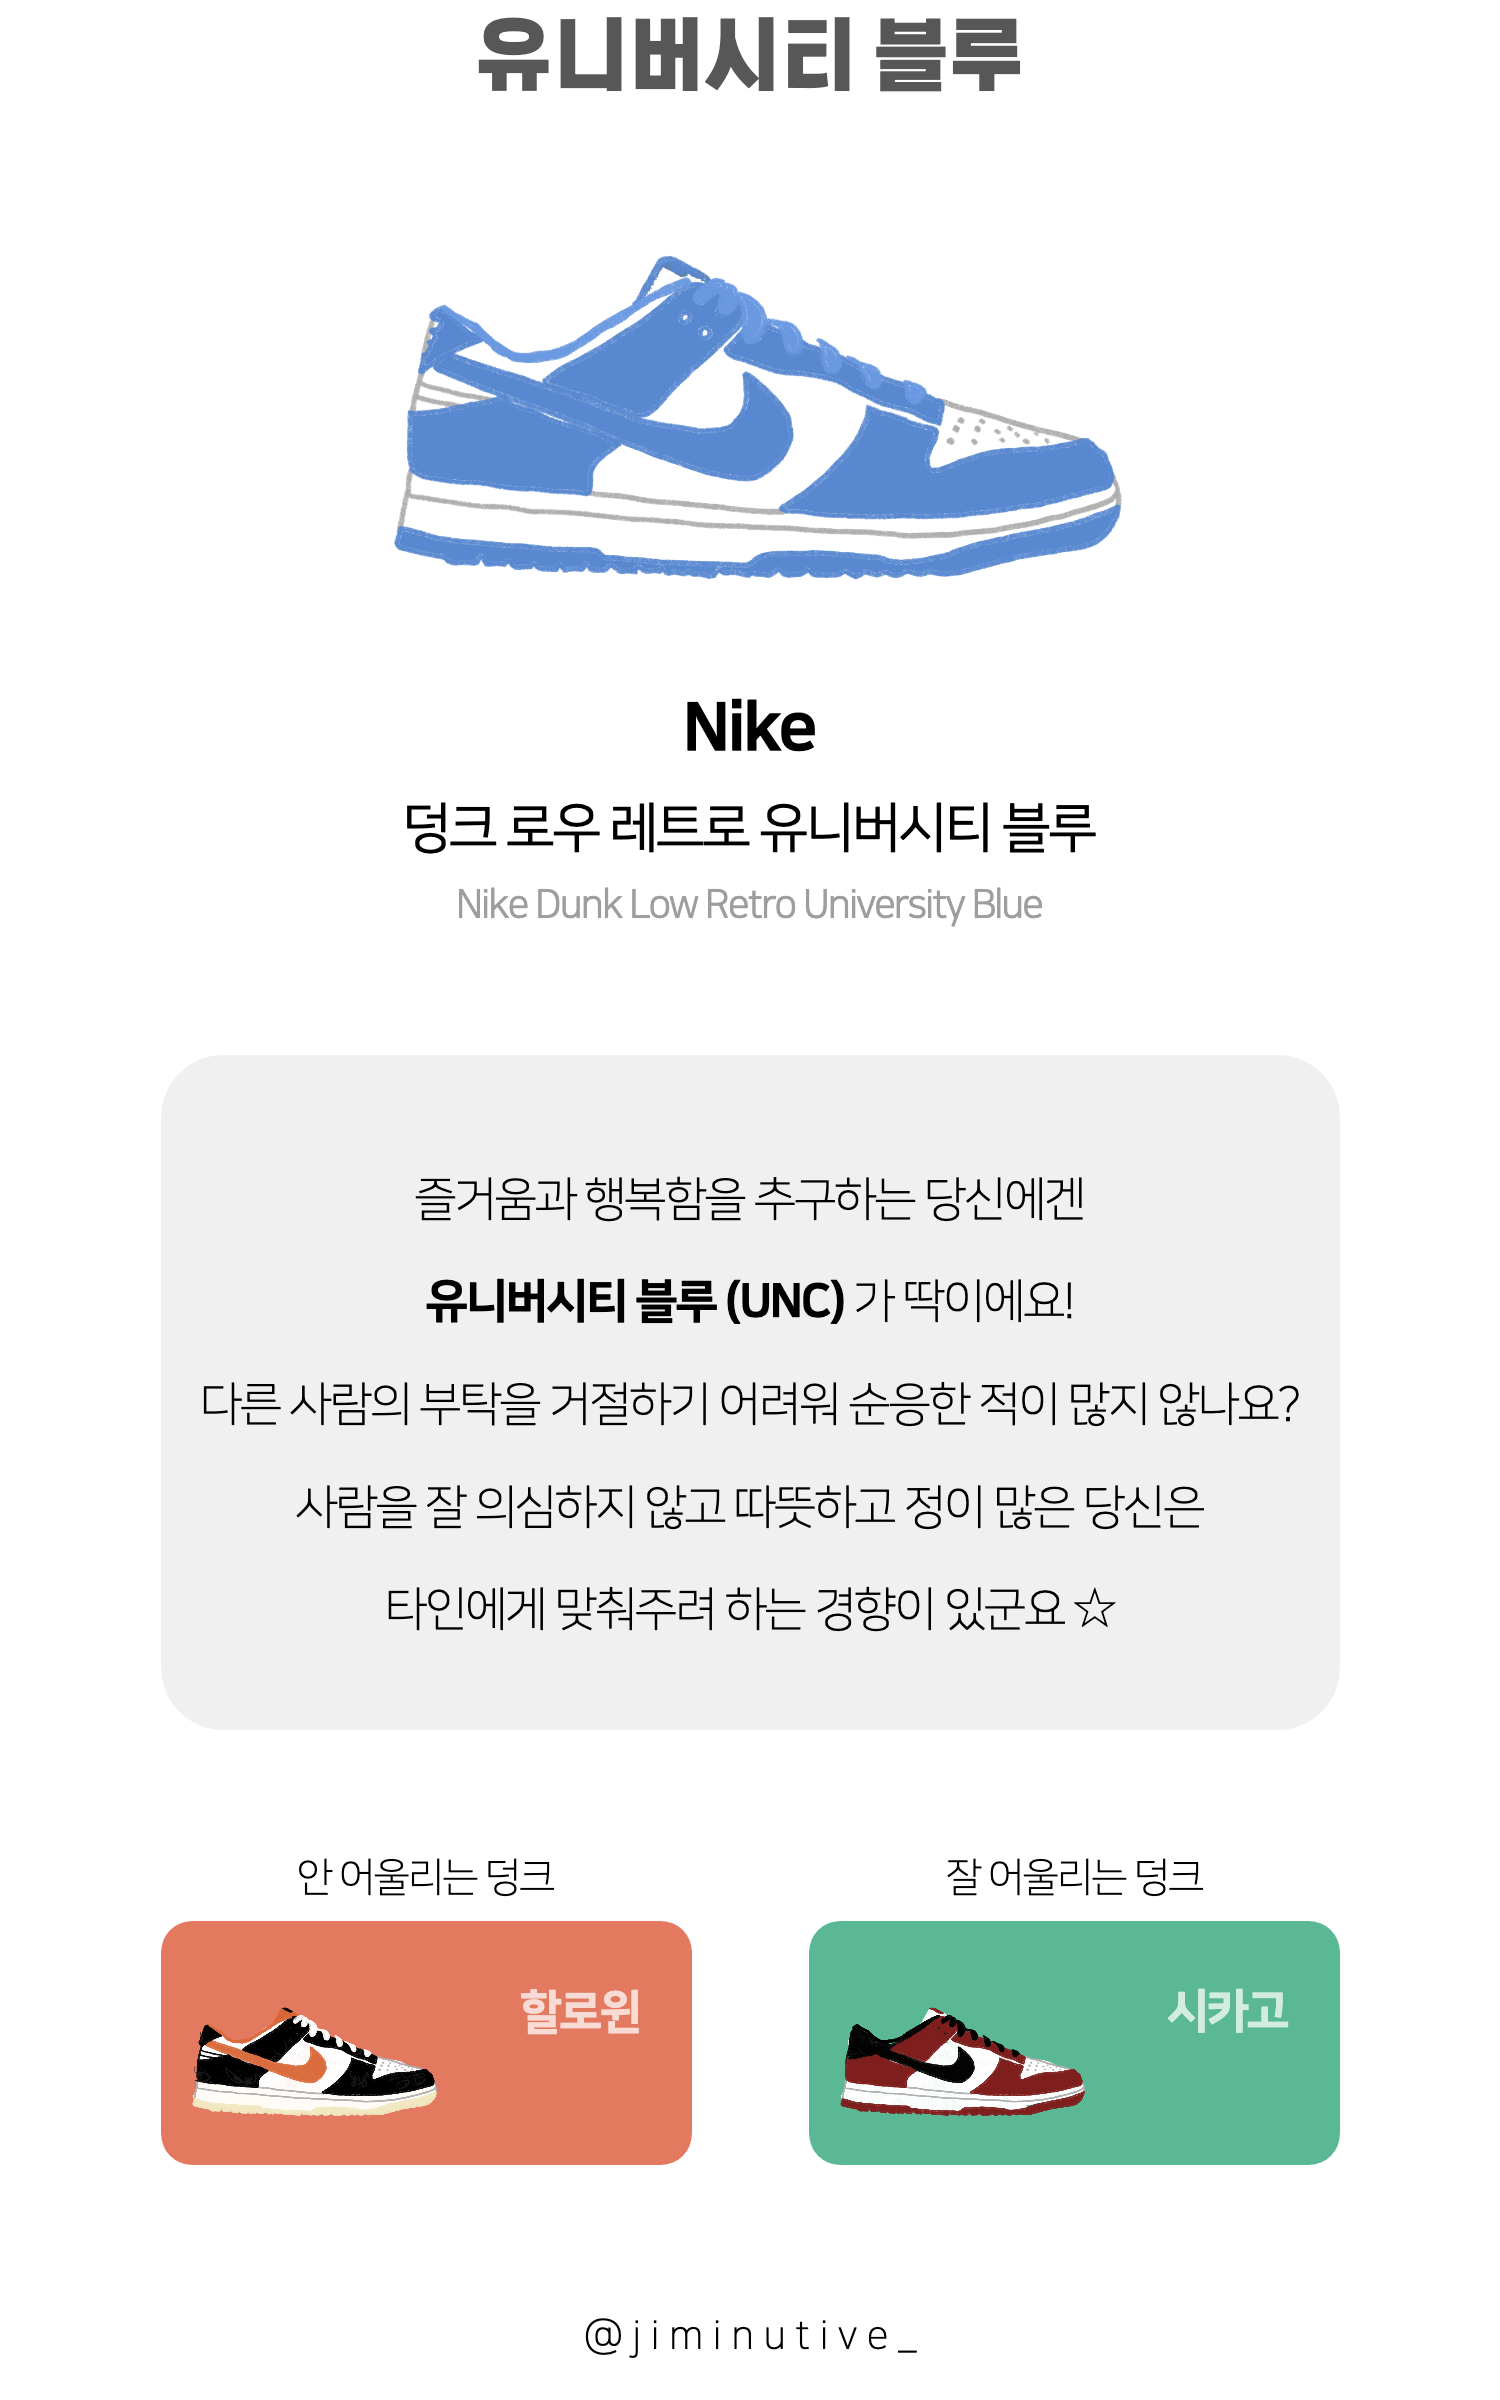 유니버시티 블루
Nike
덩크 로우 레트로 유니버시티 블루
Nike Dunk Low Retro University Blue
즐거움과 행복함을 추구하는 당신에겐
유니버시티 블루 (UNC) 가 딱이에요!
다른 사람의 부탁을 거절하기 어려워 순응한 적이 많지 않나요?
사람을 잘 의심하지 않고 따뜻하고 정이 많은 당신은
타인에게 맞춰주려 하는 경향이 있군요 ☆
안 어울리는 덩크
할로윈
잘 어울리는 덩크
시카고
@jiminutive_